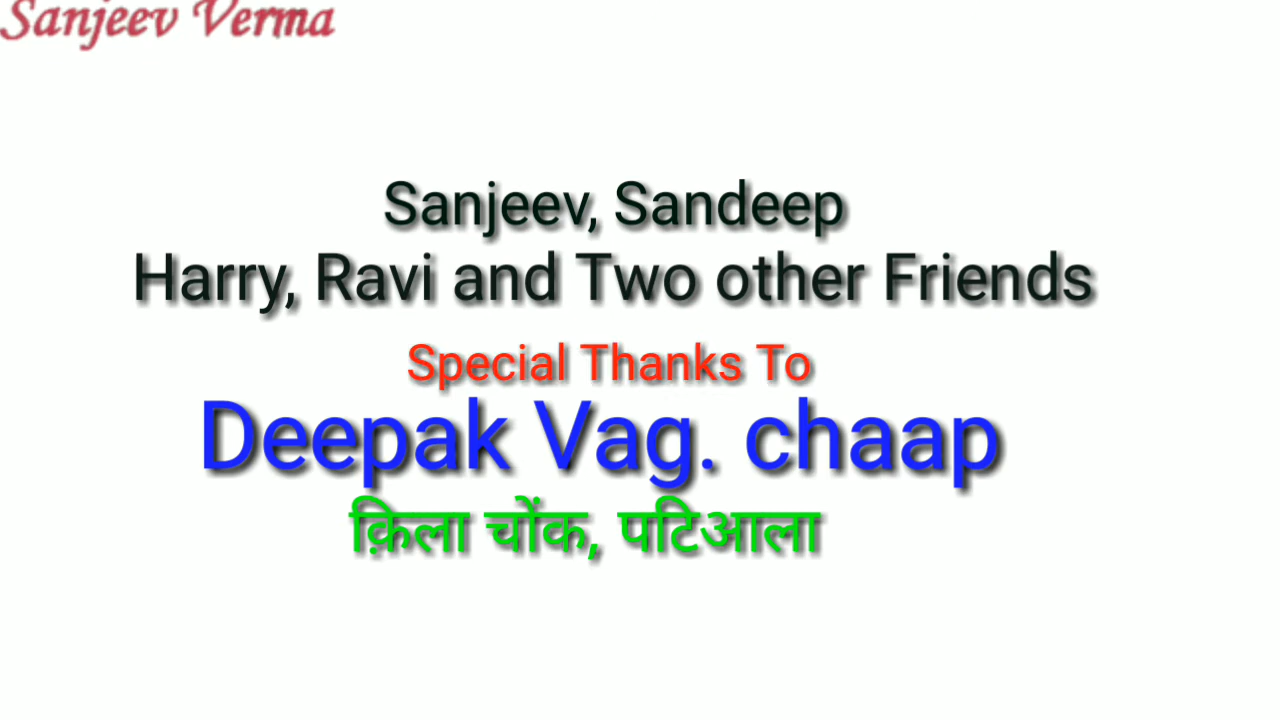 Sanjeev Verma
Sanjeev, Sandeep
Harry, Ravi and Two other Friends
Special Thanks To
Deepak Vag. chaap
क़िला चोंक, पटिआला